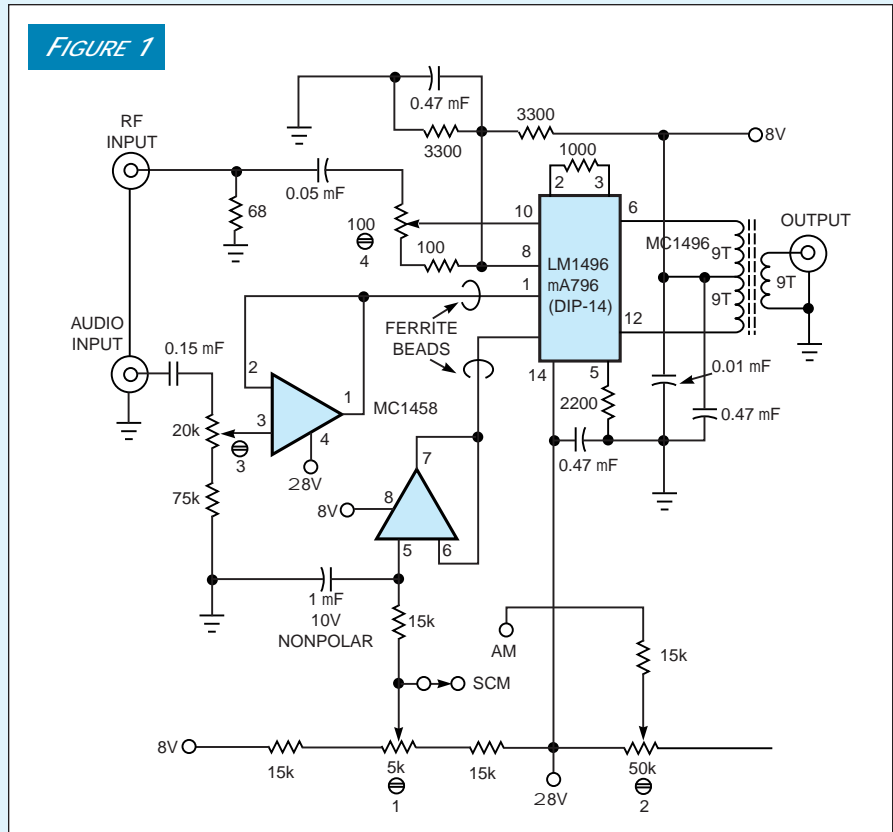 FIGURE 1
RF
INPUT
0.47 mF
3300
3300
8V
1000
2 3
0.05 mF
68
100
4
100
10
8
1
LM1496
mA796
(DIP-14)
6
MC1496
9T
9T
9T
OUTPUT
12
14
5
FERRITE
BEADS
AUDIO
INPUT
0.15 mF
2
1
MC1458
3
4
20k
3
28V
75k
2200
0.01 mF
0.47 mF
0.47 mF
7
8V
8
5
6
1 mF
10V
NONPOLAR
15k
AM
15k
SCM
8V
15k
5k
1
15k
28V
50k
2